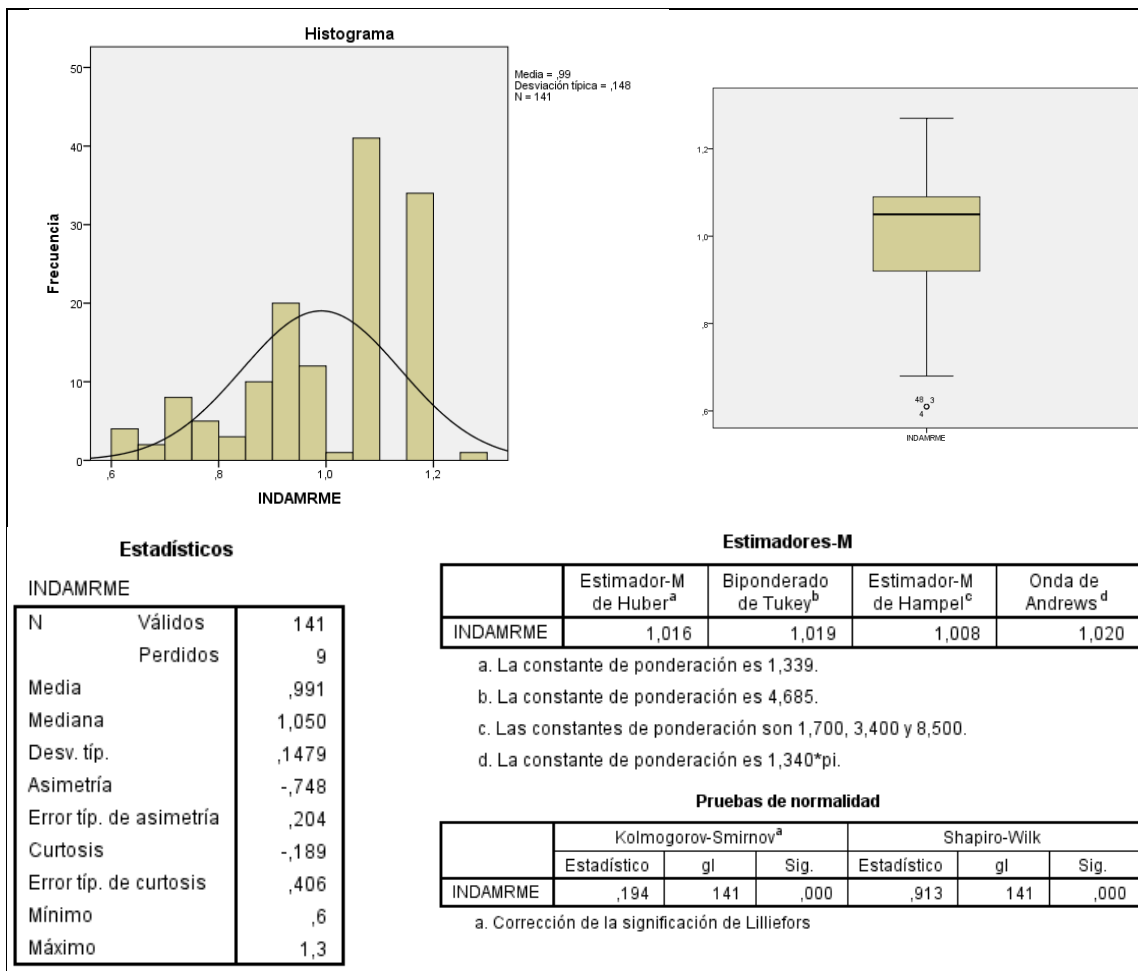 Histograma
Media = ,99
Desviación típica = ,148
N = 141
50
40
30
20
10
0
Frecuencia
,6 ,8 1,0 1,2
INDAMRME
1,2
1,0
,8
,6
48 3
4
INDAMRME
Estadísticos
INDAMRME
N Válidos 141
Perdidos 9
Media ,991
Mediana 1,050
Desv. típ. ,1479
Asimetría -,748
Error típ. de asimetría ,204
Curtosis -,189
Error típ. de curtosis ,406
Mínimo ,6
Máximo 1,3
Estimadores-M
Estimador-M Biponderado Estimador-M Onda de
de Huberᵃ de Tukeyᵇ de Hampelᶜ Andrewsᵈ
INDAMRME 1,016 1,019 1,008 1,020
a. La constante de ponderación es 1,339.
b. La constante de ponderación es 4,685.
c. Las constantes de ponderación son 1,700, 3,400 y 8,500.
d. La constante de ponderación es 1,340*pi.
Pruebas de normalidad
Kolmogorov-Smirnovᵃ Shapiro-Wilk
Estadístico gl Sig. Estadístico gl Sig.
INDAMRME ,194 141 ,000 ,913 141 ,000
a. Corrección de la significación de Lilliefors